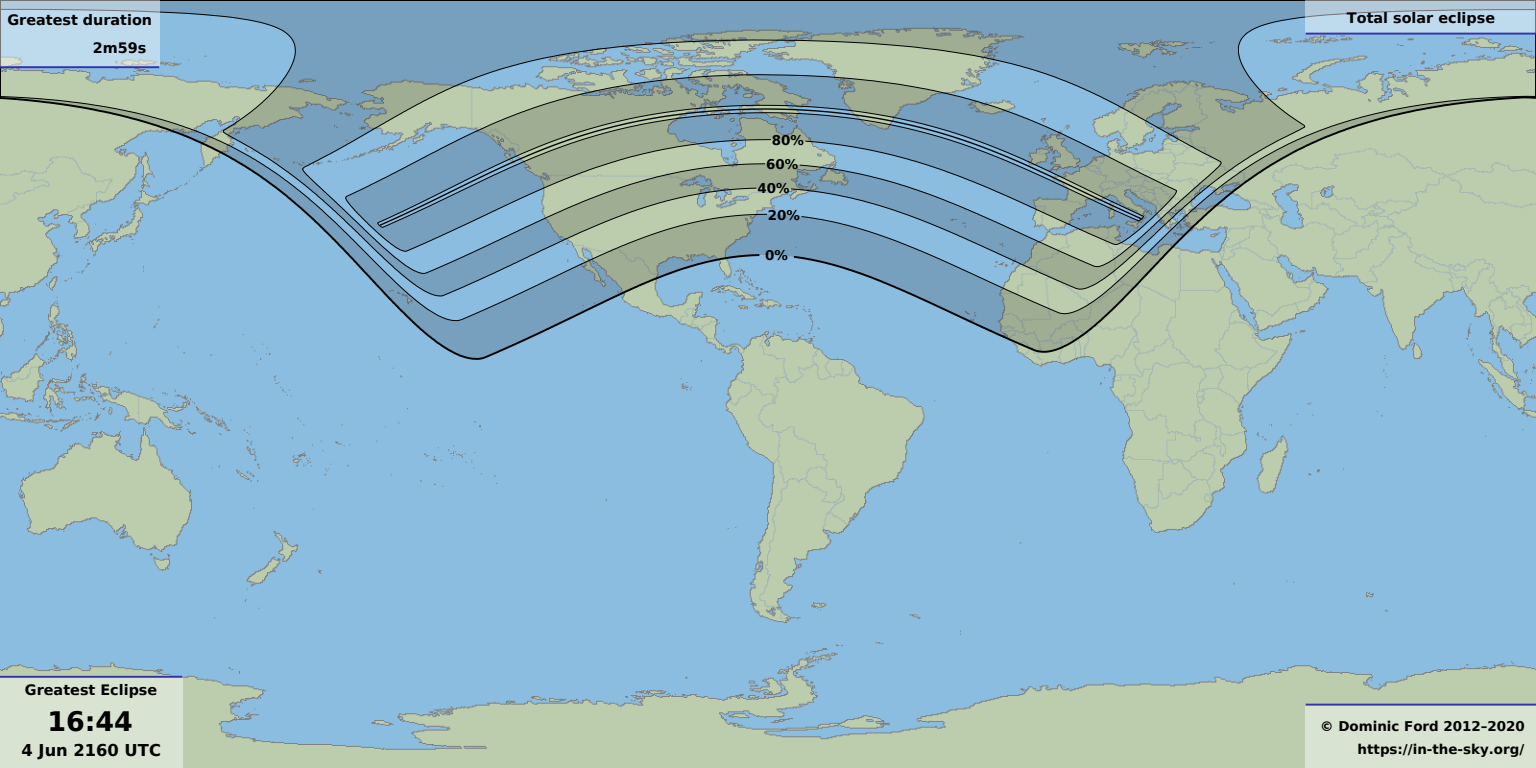 Greatest duration
2m59s
Total solar eclipse
80%
60%
40%
20%
0%
Greatest Eclipse
16:44
4 Jun 2160 UTC
© Dominic Ford 2012–2020
https://in-the-sky.org/